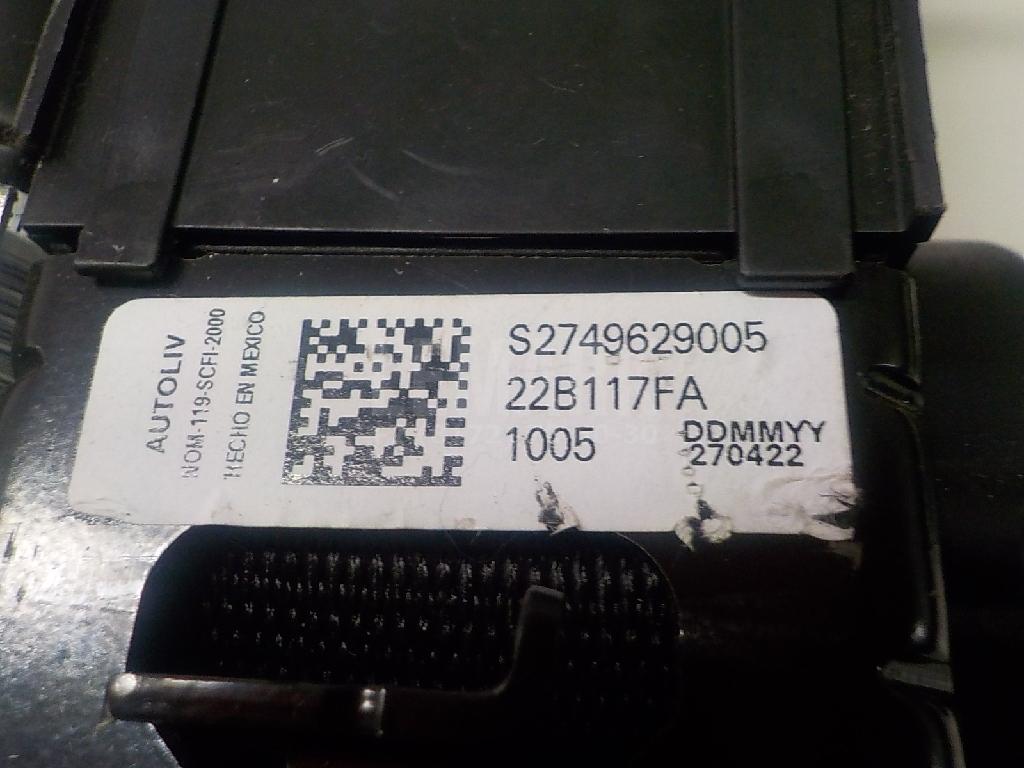 AUTOLIV
NOM-119-SCFI-2000
HECHO EN MEXICO
S2749629005
22B117FA
1005
DDMMYY
270422